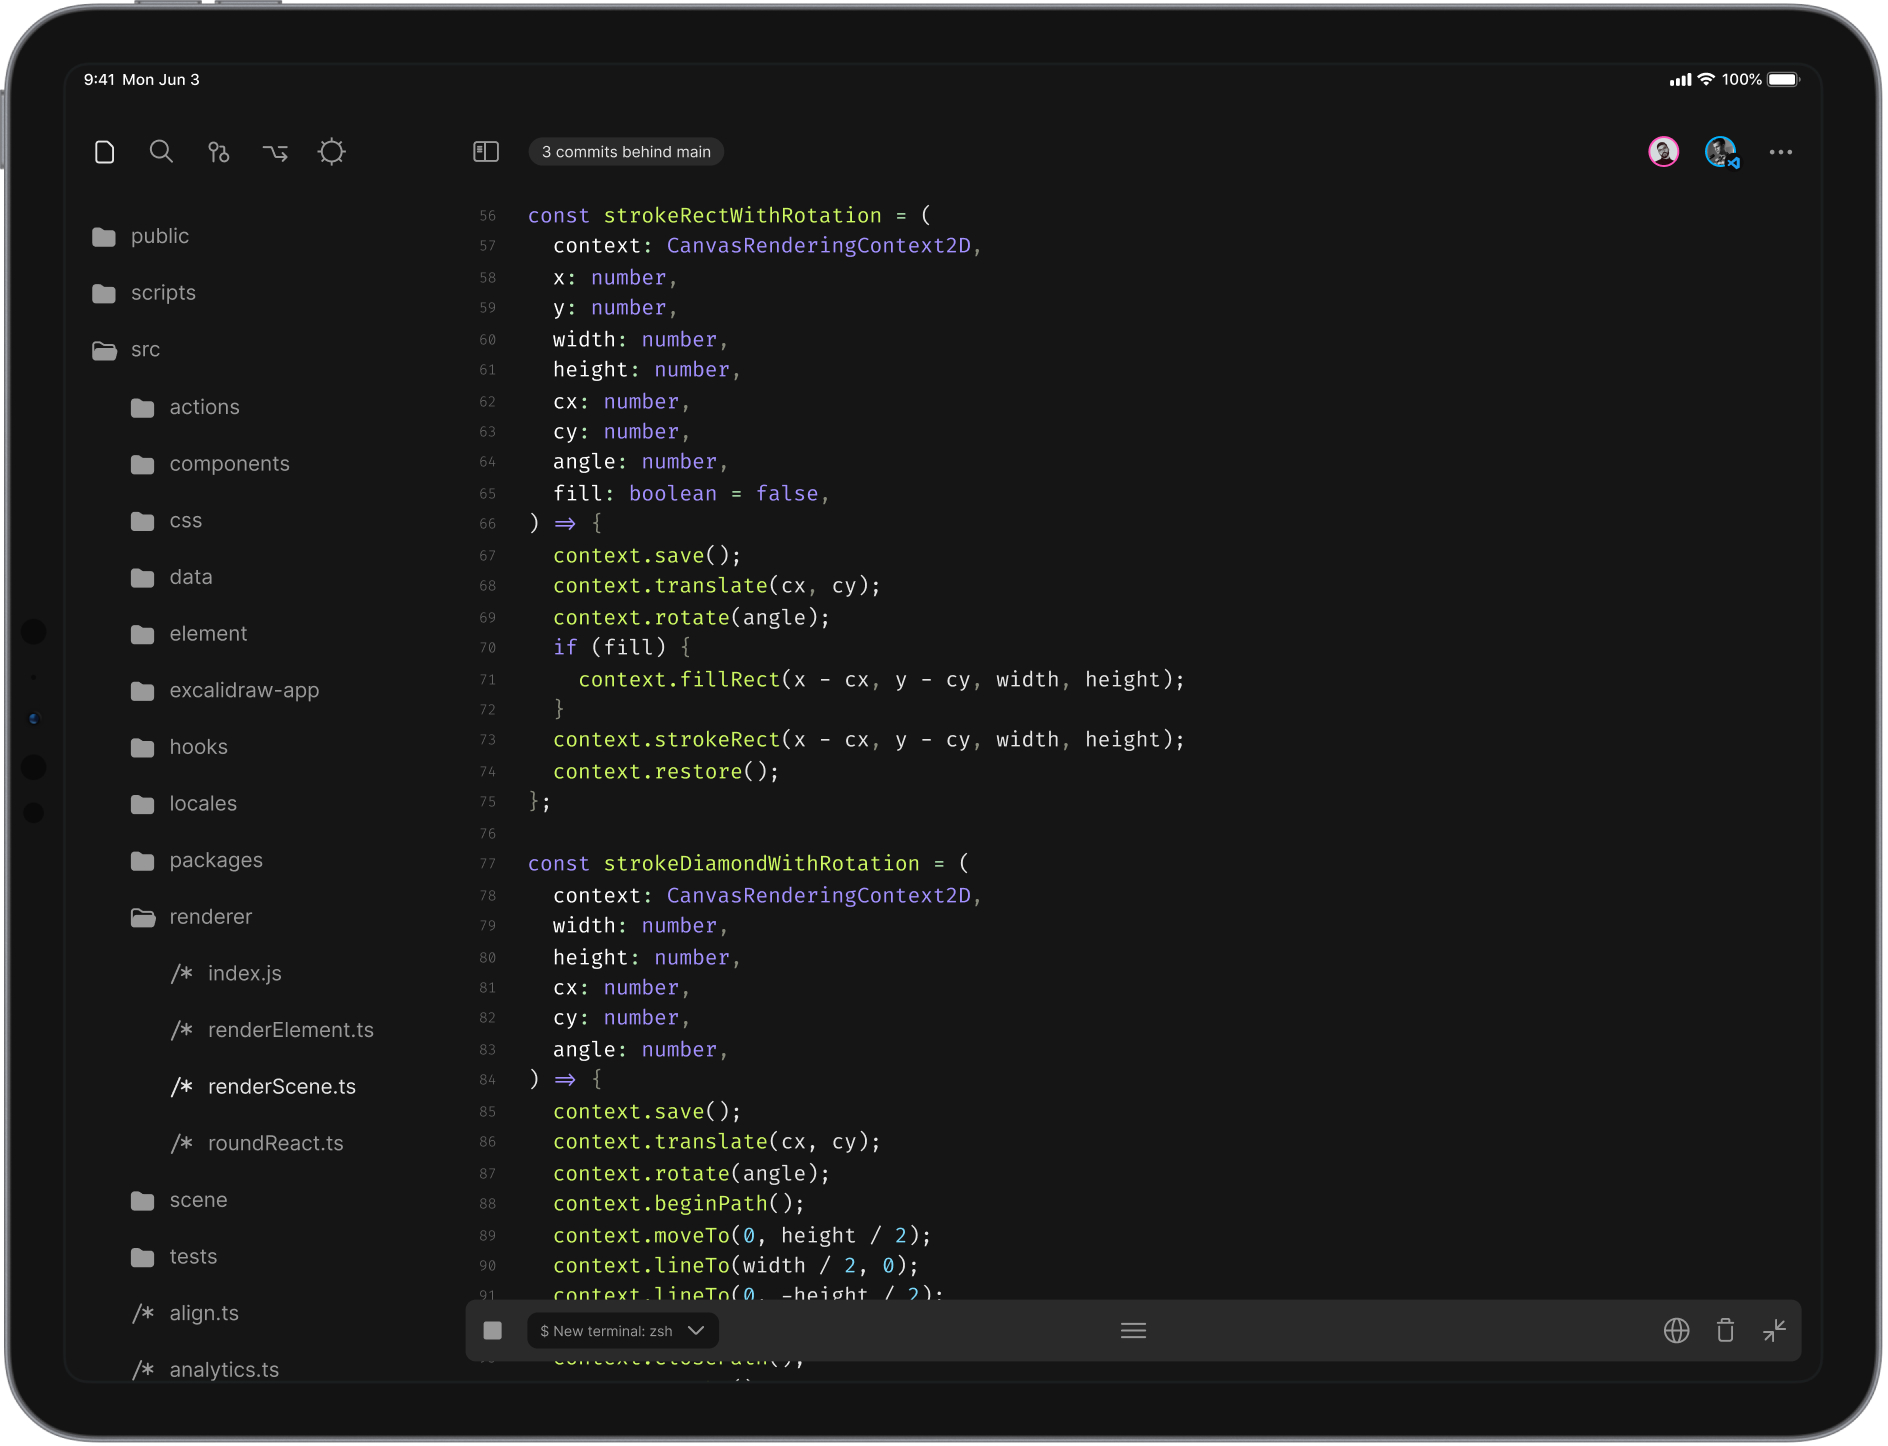 9:41 Mon Jun 3
100%
3 commits behind main
public
scripts
src
actions
components
css
data
element
excalidraw-app
hooks
locales
packages
renderer
/* index.js
/* renderElement.ts
/* renderScene.ts
/* roundReact.ts
scene
tests
/* align.ts
/* analytics.ts
56 const strokeRectWithRotation = (
57 context: CanvasRenderingContext2D,
58 x: number,
59 y: number,
60 width: number,
61 height: number,
62 cx: number,
63 cy: number,
64 angle: number,
65 fill: boolean = false,
66 ) => {
67 context.save();
68 context.translate(cx, cy);
69 context.rotate(angle);
70 if (fill) {
71 context.fillRect(x - cx, y - cy, width, height);
72 }
73 context.strokeRect(x - cx, y - cy, width, height);
74 context.restore();
75 };
76
77 const strokeDiamondWithRotation = (
78 context: CanvasRenderingContext2D,
79 width: number,
80 height: number,
81 cx: number,
82 cy: number,
83 angle: number,
84 ) => {
85 context.save();
86 context.translate(cx, cy);
87 context.rotate(angle);
88 context.beginPath();
89 context.moveTo(0, height / 2);
90 context.lineTo(width / 2, 0);
91 context.lineTo(0, -height / 2);
$ New terminal: zsh
context.closePath();